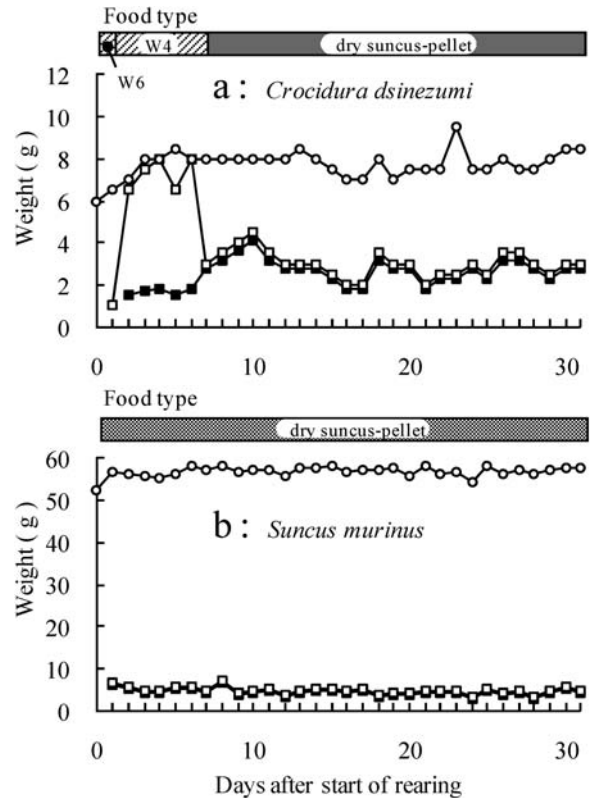 Food type
W4
dry suncus-pellet
W6
12
10
8
6
4
2
0
Weight ( g )
a : Crocidura dsinezumi
0 10 20 30
Food type
dry suncus-pellet
60
50
40
30
20
10
0
Weight ( g )
b : Suncus murinus
0 10 20 30
Days after start of rearing